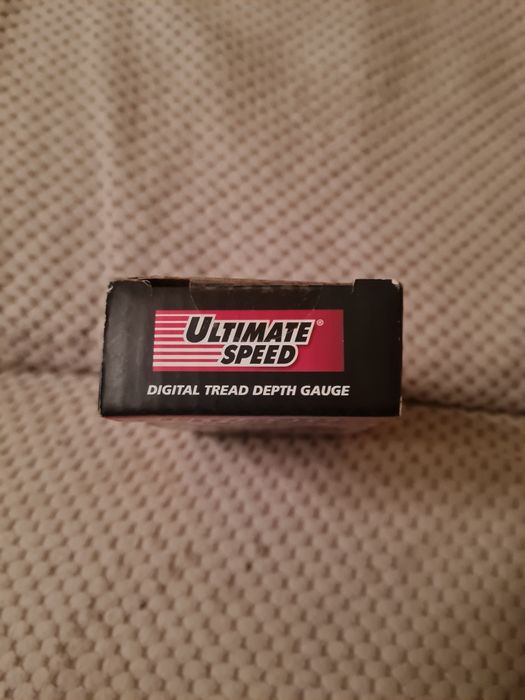 ULTIMATE®
SPEED
DIGITAL TREAD DEPTH GAUGE